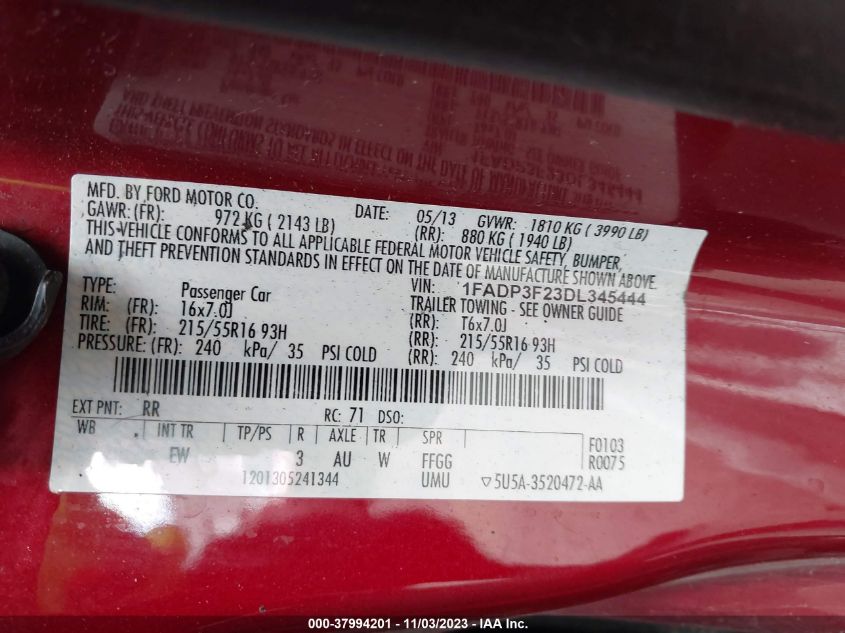 MFD. BY FORD MOTOR CO. DATE: 05/13 GVWR: 1810 KG ( 3990 LB)
GAWR: (FR): 972 KG ( 2143 LB) (RR): 880 KG ( 1940 LB)
THIS VEHICLE CONFORMS TO ALL APPLICABLE FEDERAL MOTOR VEHICLE SAFETY, BUMPER,
AND THEFT PREVENTION STANDARDS IN EFFECT ON THE DATE OF MANUFACTURE SHOWN ABOVE.
VIN: 1FADP3F23DL345444
TYPE: Passenger Car TRAILER TOWING - SEE OWNER GUIDE
RIM: (FR): 16x7.0J (RR): T6x7.0J
TIRE: (FR): 215/55R16 93H (RR): 215/55R16 93H
PRESSURE: (FR): 240 kPa/ 35 PSI COLD (RR): 240 kPa/ 35 PSI COLD
EXT PNT: RR RC: 71 DSO:
WB INT TR TP/PS R AXLE TR SPR F0103
EW 3 AU W FFGG R0075
1201305241344 UMU ▽5U5A-3520472-AA
000-37994201 - 11/03/2023 - IAA Inc.